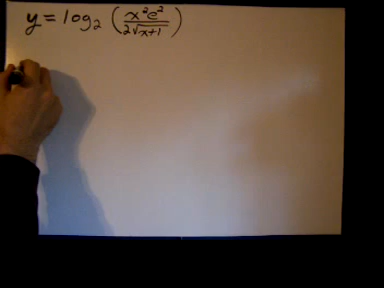 y = log₂ (x²e² / 2√x+1)